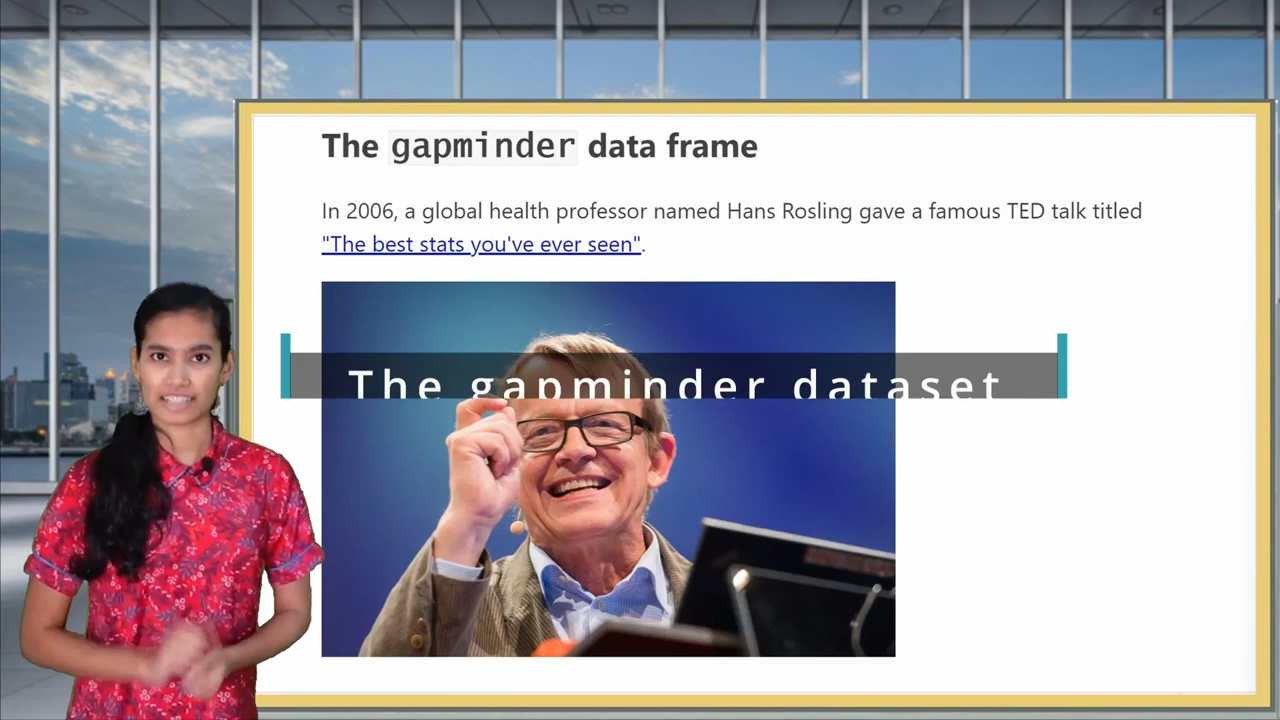 The gapminder data frame
In 2006, a global health professor named Hans Rosling gave a famous TED talk titled
"The best stats you've ever seen".
The gapminder dataset